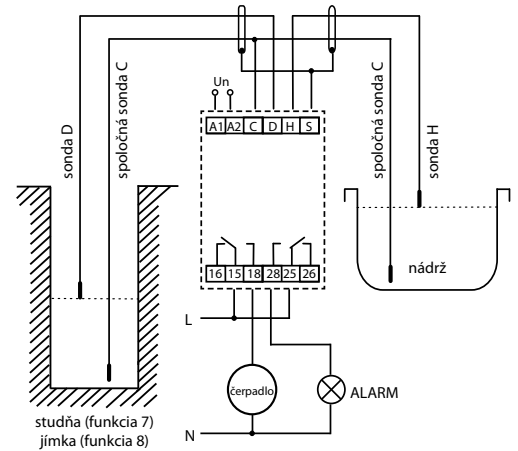 Un
A1 A2 C D H S
sonda D
spoločná sonda C
spoločná sonda C
sonda H
16 15 18 28 25 26
nádrž
L
čerpadlo
ALARM
N
studňa (funkcia 7)
jímka (funkcia 8)